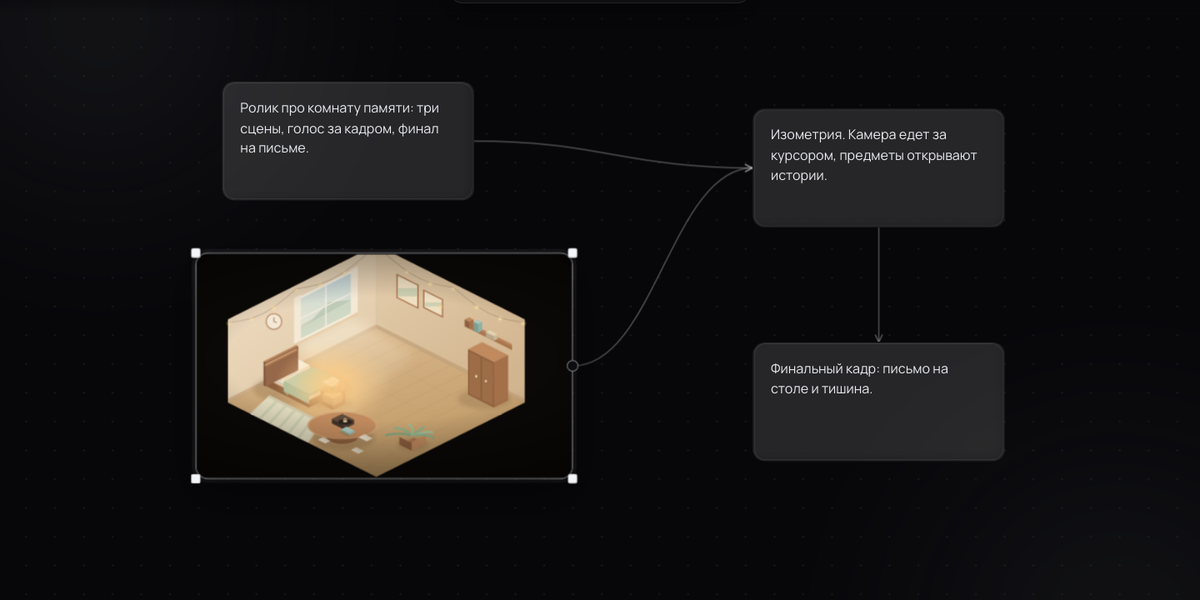 Ролик про комнату памяти: три
сцены, голос за кадром, финал
на письме.
Изометрия. Камера едет за
курсором, предметы открывают
истории.
Финальный кадр: письмо на
столе и тишина.